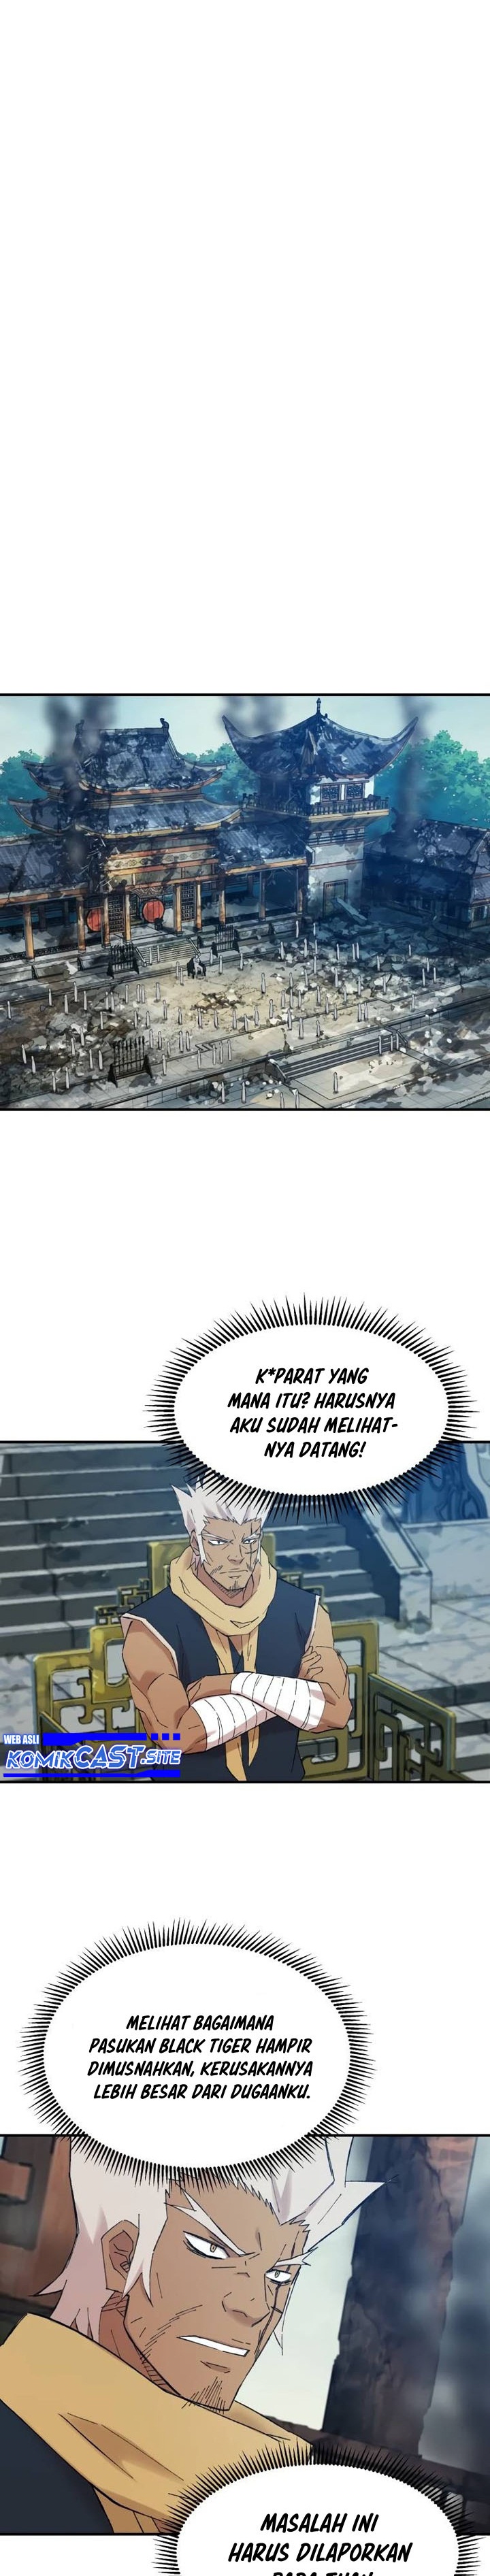 K*PARAT YANG
MANA ITU? HARUSNYA
AKU SUDAH MELIHAT-
NYA DATANG!
WEB ASLI
KOMIKCAST.SITE
MELIHAT BAGAIMANA
PASUKAN BLACK TIGER HAMPIR
DIMUSNAHKAN, KERUSAKANNYA
LEBIH BESAR DARI DUGAANKU.
MASALAH INI
HARUS DILAPORKAN